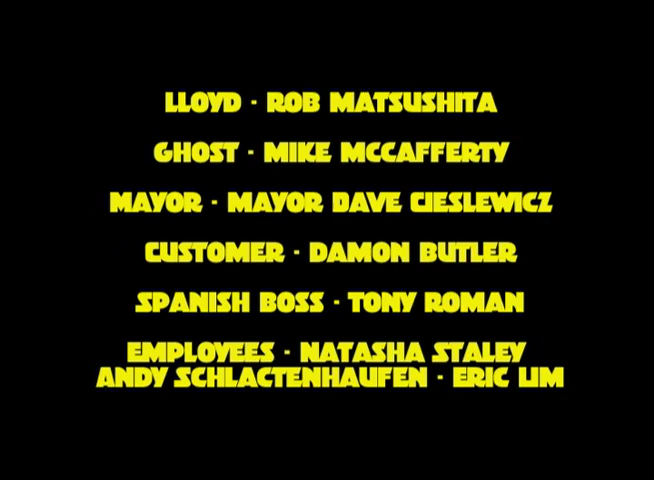 LLOYD - ROB MATSUSHITA
GHOST - MIKE MCCAFFERTY
MAYOR - MAYOR DAVE CIESLEWICZ
CUSTOMER - DAMON BUTLER
SPANISH BOSS - TONY ROMAN
EMPLOYEES - NATASHA STALEY
ANDY SCHLACTENHAUFEN - ERIC LIM